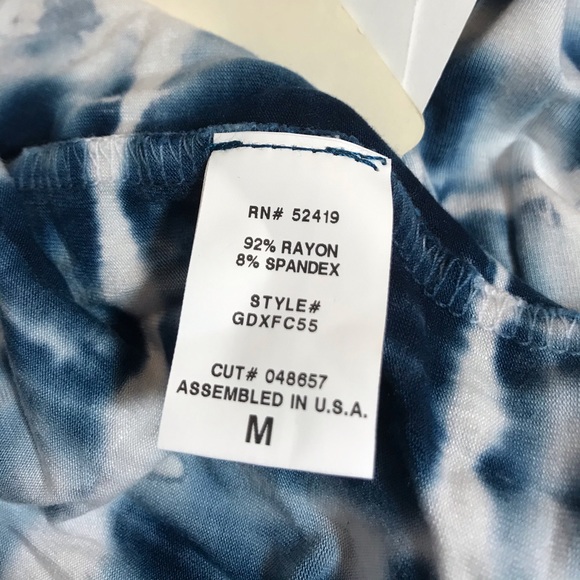 RN# 52419
92% RAYON
8% SPANDEX
STYLE#
GDXFC55
CUT# 048657
ASSEMBLED IN U.S.A.
M